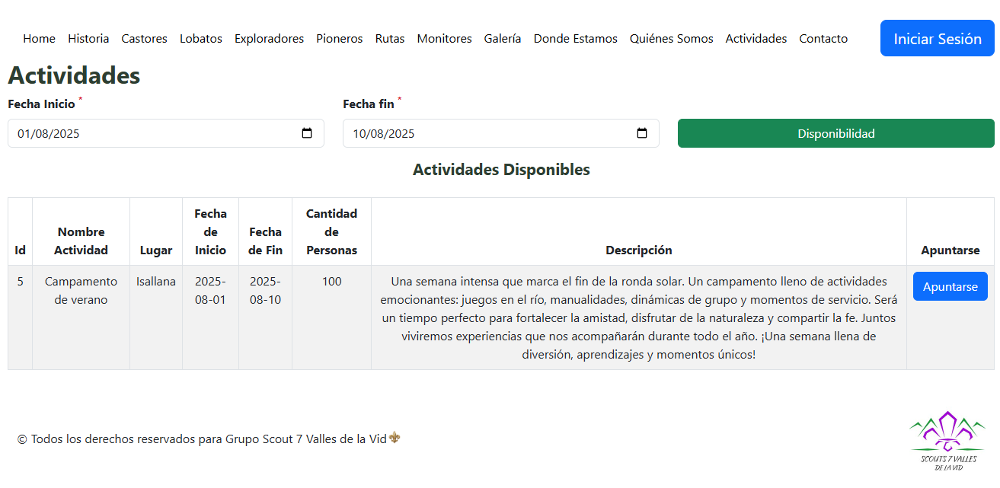 Home Historia Castores Lobatos Exploradores Pioneros Rutas Monitores Galería Donde Estamos Quiénes Somos Actividades Contacto Iniciar Sesión
Actividades
Fecha Inicio * Fecha fin *
01/08/2025 10/08/2025 Disponibilidad
Actividades Disponibles
Id Nombre Actividad Lugar Fecha de Inicio Fecha de Fin Cantidad de Personas Descripción Apuntarse
5 Campamento de verano Isallana 2025-08-01 2025-08-10 100
Una semana intensa que marca el fin de la ronda solar. Un campamento lleno de actividades
emocionantes: juegos en el río, manualidades, dinámicas de grupo y momentos de servicio. Será
un tiempo perfecto para fortalecer la amistad, disfrutar de la naturaleza y compartir la fe. Juntos
viviremos experiencias que nos acompañarán durante todo el año. ¡Una semana llena de
diversión, aprendizajes y momentos únicos!
Apuntarse
© Todos los derechos reservados para Grupo Scout 7 Valles de la Vid⚜
SCOUTS 7 VALLES
DE LA VID